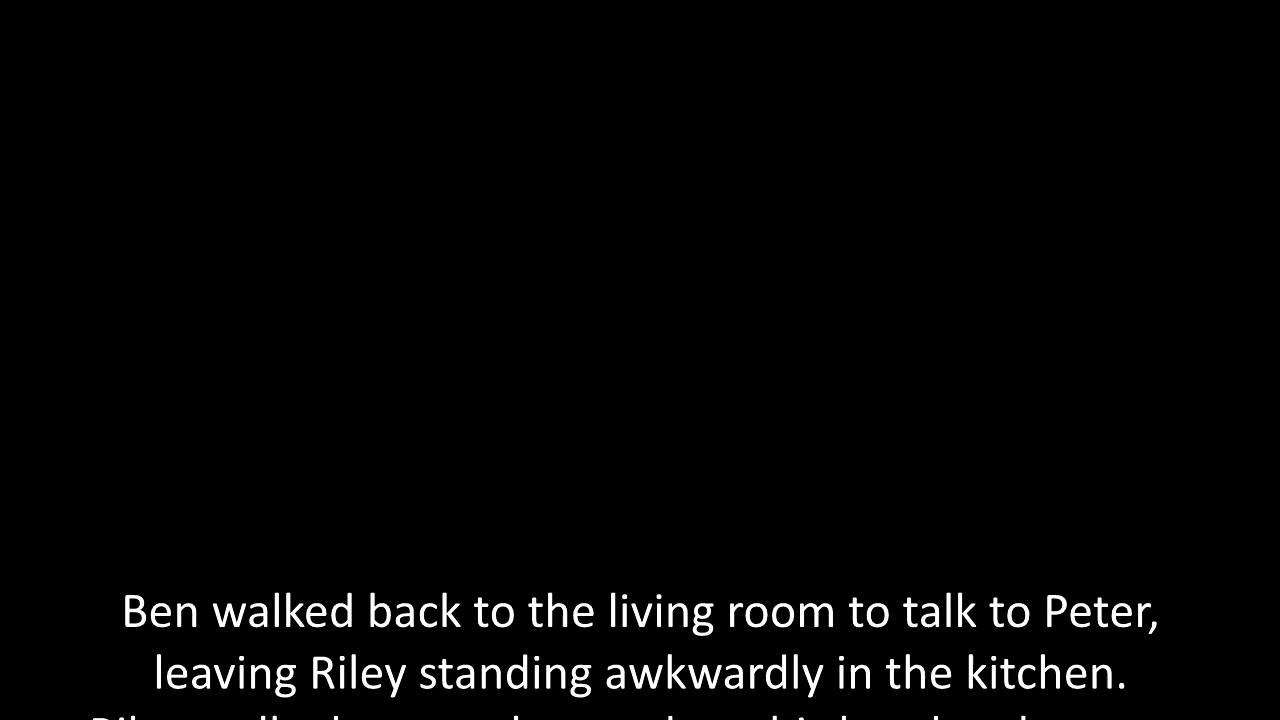 Ben walked back to the living room to talk to Peter,
leaving Riley standing awkwardly in the kitchen.